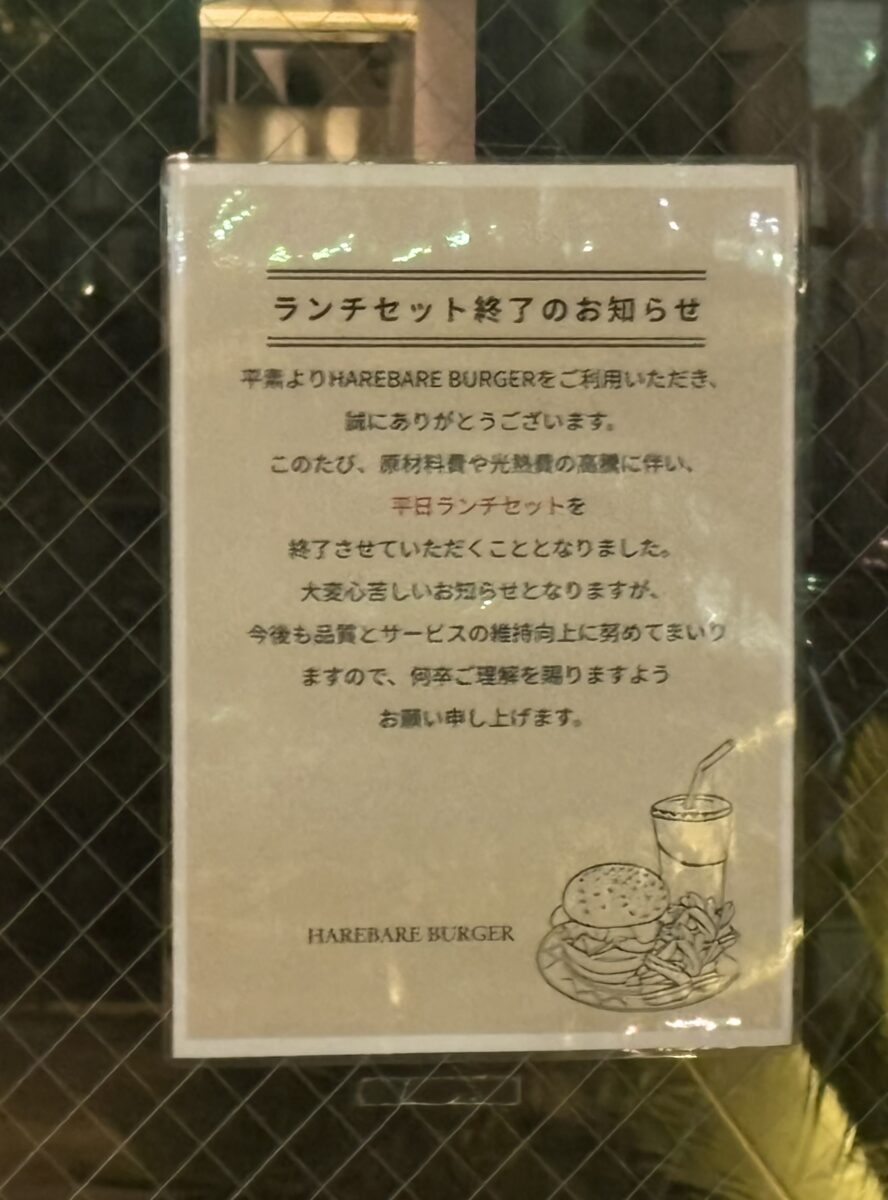 ランチセット終了のお知らせ
平素よりHAREBARE BURGERをご利用いただき、
誠にありがとうございます。
このたび、原材料費や光熱費の高騰に伴い、
平日ランチセットを
終了させていただくこととなりました。
大変心苦しいお知らせとなりますが、
今後も品質とサービスの維持向上に努めてまいり
ますので、何卒ご理解を賜りますよう
お願い申し上げます。
HAREBARE BURGER